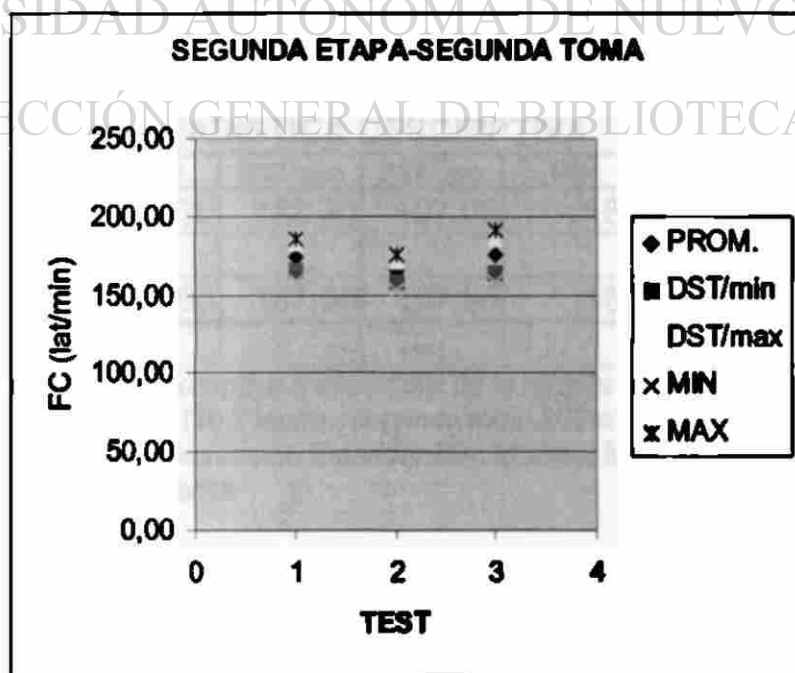 SIDAD AUTÓNOMA DE NUEVO
SEGUNDA ETAPA-SEGUNDA TOMA
ECCIÓN GENERAL DE BIBLIOTECA
250,00
200,00
150,00
100,00
50,00
0,00
FC (lat/min)
0 1 2 3 4
TEST
PROM.
DST/min
DST/max
MIN
MAX